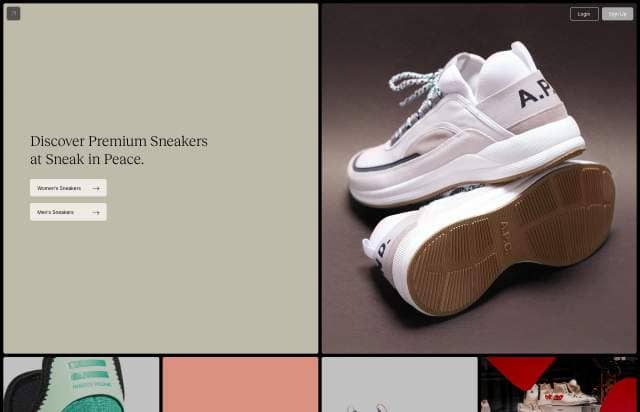 Login
Sign Up
Discover Premium Sneakers
at Sneak in Peace.
Women's Sneakers
Men's Sneakers
A.P.
A.P.C.